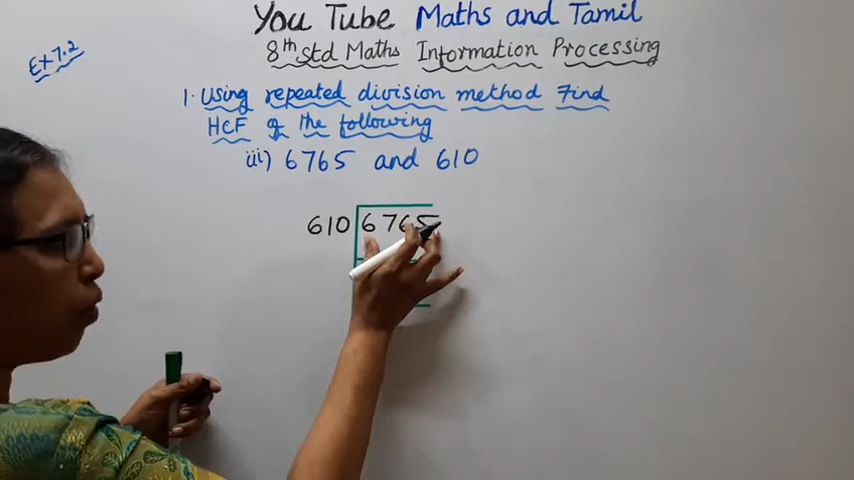 You Tube Maths and Tamil
8th Std Maths Information Processing
Ex 7.2
1. Using repeated division method Find
HCF of the following
iii) 6765 and 610
610 6765